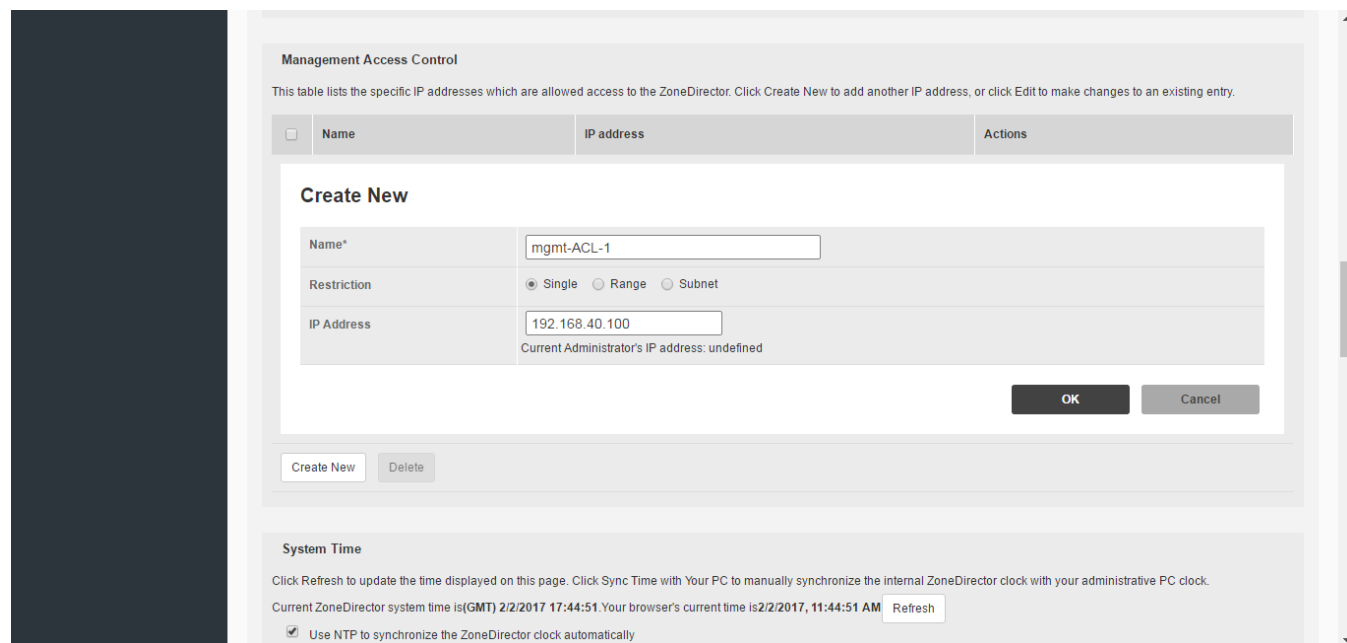 Management Access Control
This table lists the specific IP addresses which are allowed access to the ZoneDirector. Click Create New to add another IP address, or click Edit to make changes to an existing entry.
Name IP address Actions
Create New
Name* mgmt-ACL-1
Restriction Single Range Subnet
IP Address 192.168.40.100
Current Administrator's IP address: undefined
OK Cancel
Create New Delete
System Time
Click Refresh to update the time displayed on this page. Click Sync Time with Your PC to manually synchronize the internal ZoneDirector clock with your administrative PC clock.
Current ZoneDirector system time is(GMT) 2/2/2017 17:44:51.Your browser's current time is2/2/2017, 11:44:51 AM Refresh
Use NTP to synchronize the ZoneDirector clock automatically